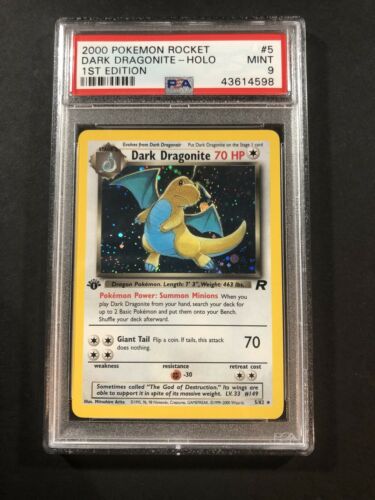 2000 POKEMON ROCKET #5
DARK DRAGONITE - HOLO MINT
1ST EDITION PSA 9
43614598
Evolves from Dark Dragonair Put Dark Dragonite on the Stage 1 card
Dark Dragonite 70 HP
Dragon Pokémon. Length: 7' 3", Weight: 463 lbs.
Pokémon Power: Summon Minions When you
play Dark Dragonite from your hand, search your deck for
up to 2 Basic Pokémon and put them onto your Bench.
Shuffle your deck afterward.
Giant Tail Flip a coin. If tails, this attack
does nothing. 70
weakness resistance retreat cost
-30
Sometimes called "The God of Destruction." Its wings are
able to support it in spite of its massive weight. LV. 33 #149
Illus. Mitsuhiro Arita 5/82